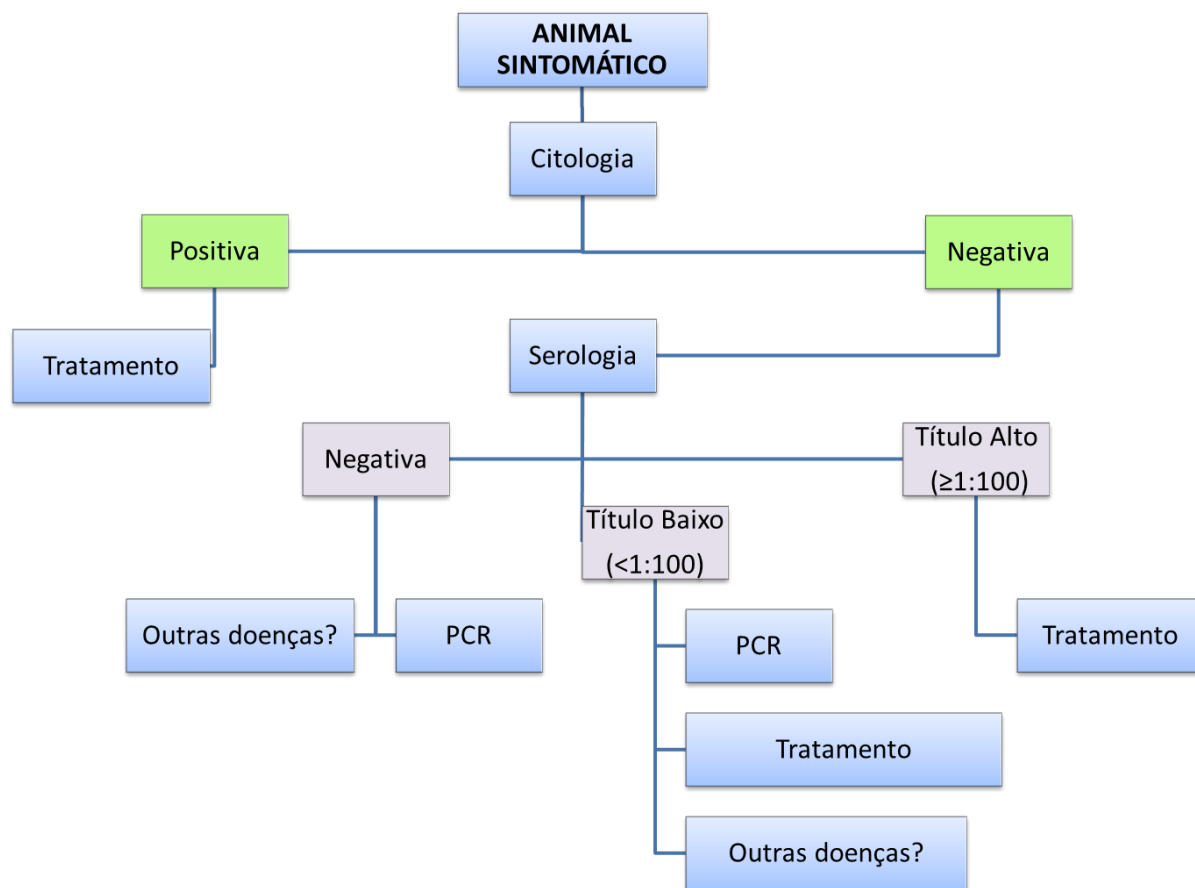 ANIMAL
SINTOMÁTICO
Citologia
Positiva
Negativa
Tratamento
Serologia
Negativa
Título Alto
(≥1:100)
Título Baixo
(<1:100)
Outras doenças?
PCR
PCR
Tratamento
Tratamento
Outras doenças?